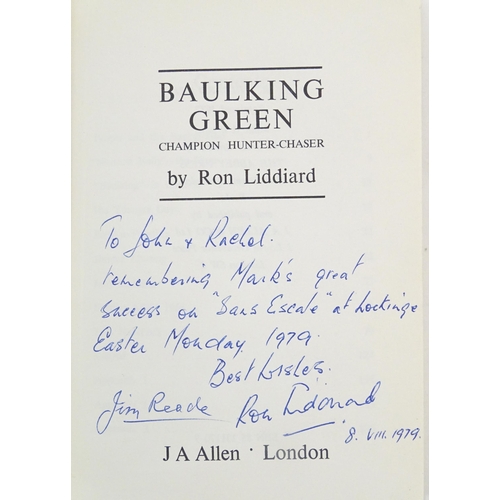 BAULKING
GREEN
CHAMPION HUNTER-CHASER
by Ron Liddiard
To John + Rachel.
remembering Mark's great
success on "Sans Escale" at Lockinge
Easter Monday 1979.
Best Wishes.
Jim Reade Ron Liddiard
8. VIII. 1979.
J A Allen · London